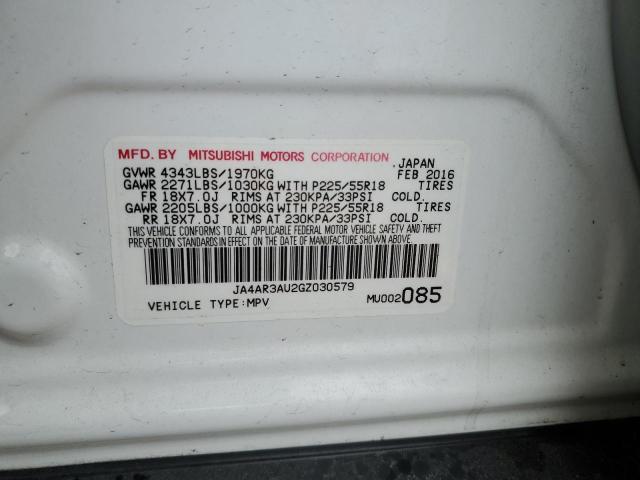 MFD. BY MITSUBISHI MOTORS CORPORATION JAPAN
GVWR 4343LBS/1970KG FEB 2016
GAWR 2271LBS/1030KG WITH P225/55R18 TIRES
FR 18X7.0J RIMS AT 230KPA/33PSI COLD.
GAWR 2205LBS/1000KG WITH P225/55R18 TIRES
RR 18X7.0J RIMS AT 230KPA/33PSI COLD.
THIS VEHICLE CONFORMS TO ALL APPLICABLE FEDERAL MOTOR VEHICLE SAFETY AND THEFT
PREVENTION STANDARDS IN EFFECT ON THE DATE OF MANUFACTURE SHOWN ABOVE.
JA4AR3AU2GZ030579
VEHICLE TYPE:MPV MU002085